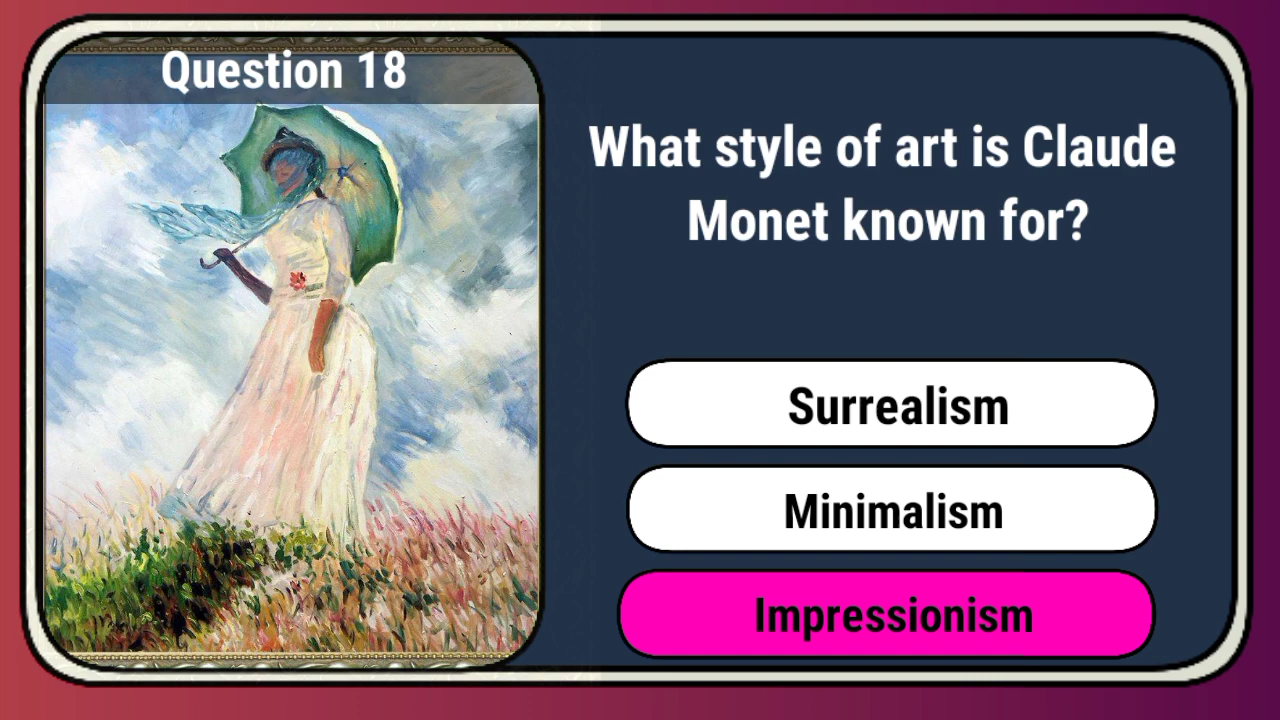 Question 18
What style of art is Claude
Monet known for?
Surrealism
Minimalism
Impressionism